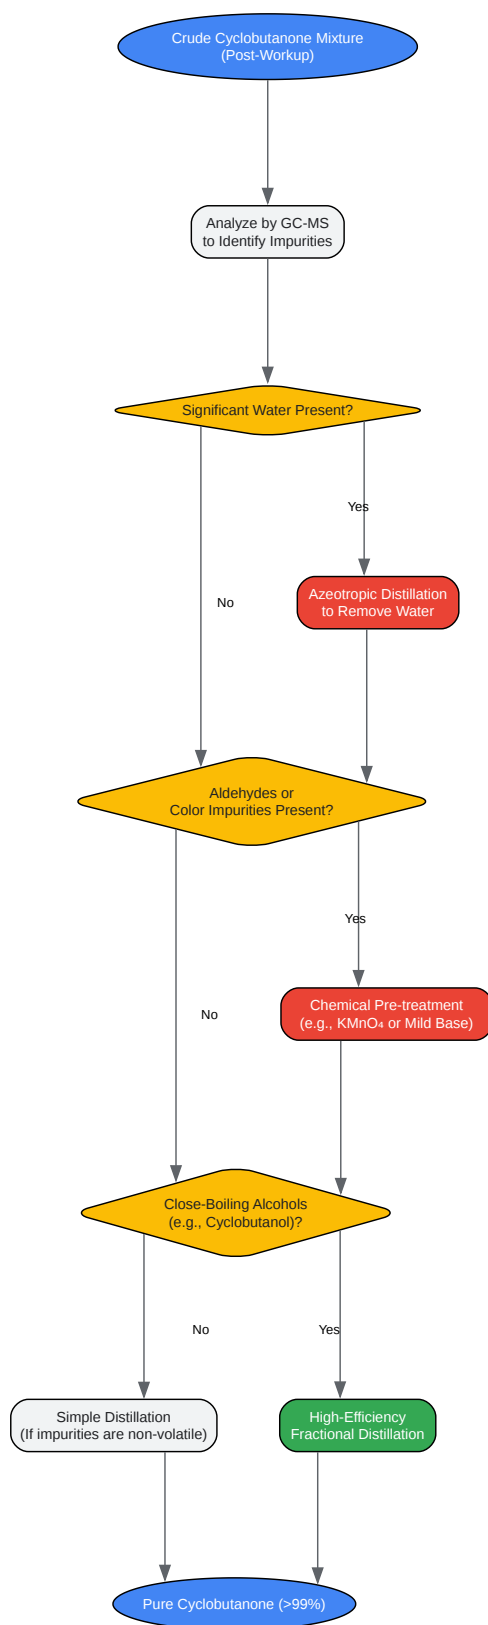 Crude Cyclobutanone Mixture
(Post-Workup)
Analyze by GC-MS
to Identify Impurities
Significant Water Present?
Yes
Azeotropic Distillation
to Remove Water
No
Aldehydes or
Color Impurities Present?
Yes
Chemical Pre-treatment
(e.g., KMnO₄ or Mild Base)
No
Close-Boiling Alcohols
(e.g., Cyclobutanol)?
No
Yes
Simple Distillation
(If impurities are non-volatile)
High-Efficiency
Fractional Distillation
Pure Cyclobutanone (>99%)